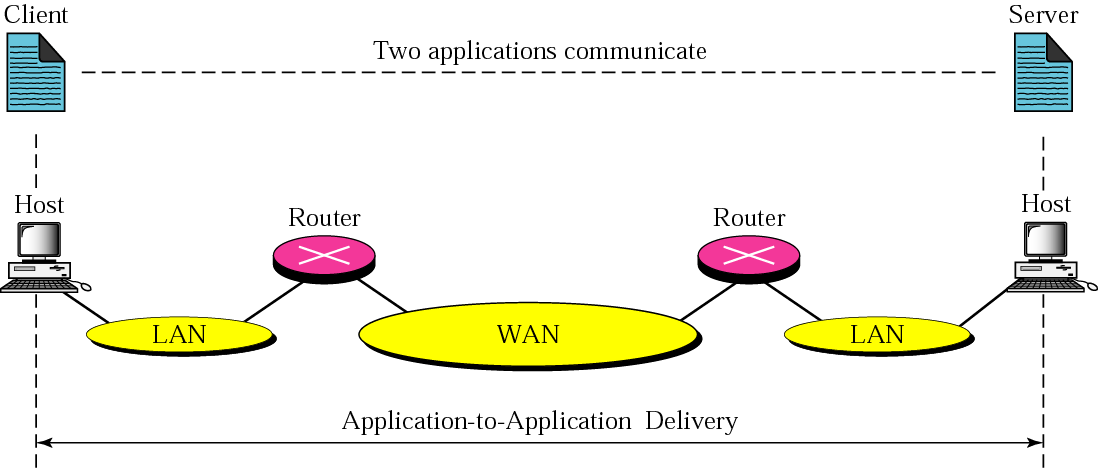 Client
Server
Two applications communicate
Host
Host
Router
Router
LAN
WAN
LAN
Application-to-Application Delivery